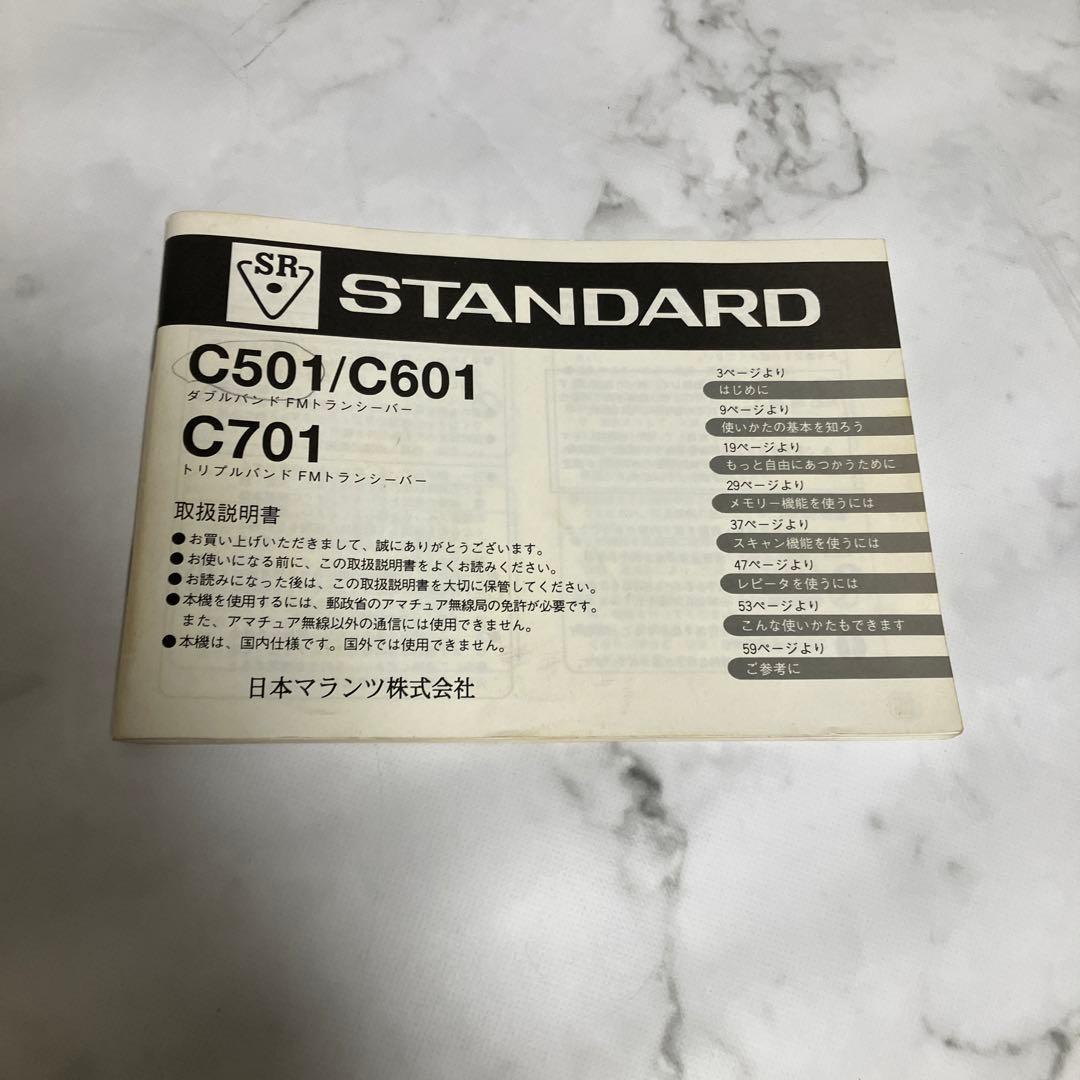 SR
STANDARD
C501/C601
ダブルバンドFMトランシーバー
C701
トリプルバンドFMトランシーバー
取扱説明書
●お買い上げいただきまして、誠にありがとうございます。
●お使いになる前に、この取扱説明書をよくお読みください。
●お読みになった後は、この取扱説明書を大切に保管してください。
●本機を使用するには、郵政省のアマチュア無線局の免許が必要です。
また、アマチュア無線以外の通信には使用できません。
●本機は、国内仕様です。国外では使用できません。
日本マランツ株式会社
3ページより
はじめに
9ページより
使いかたの基本を知ろう
19ページより
もっと自由にあつかうために
29ページより
メモリー機能を使うには
37ページより
スキャン機能を使うには
47ページより
レピータを使うには
53ページより
こんな使いかたもできます
59ページより
ご参考に